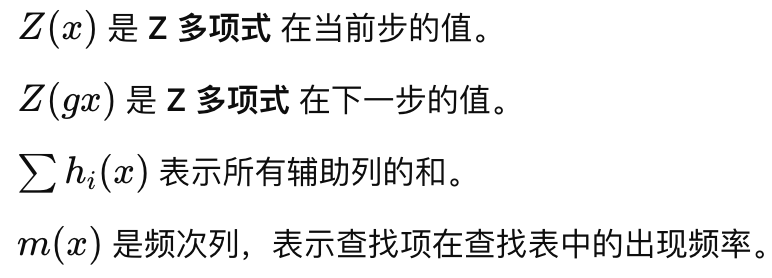 Z(x) 是 Z 多项式 在当前步的值。
Z(gx) 是 Z 多项式 在下一步的值。
∑ hᵢ(x) 表示所有辅助列的和。
m(x) 是频次列，表示查找项在查找表中的出现频率。